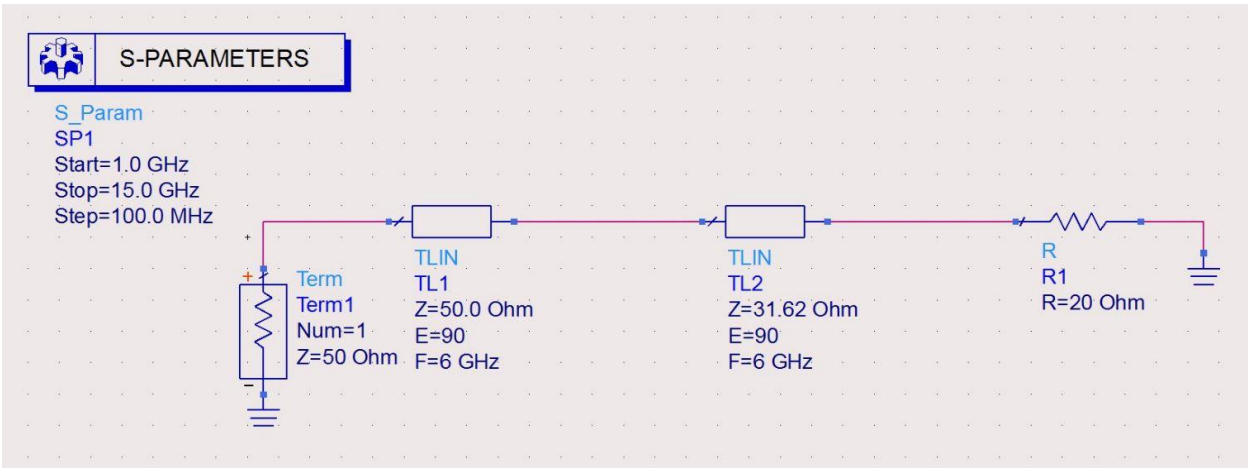 S-PARAMETERS
S_Param
SP1
Start=1.0 GHz
Stop=15.0 GHz
Step=100.0 MHz
+
Term
Term1
Num=1
Z=50 Ohm
−
TLIN
TL1
Z=50.0 Ohm
E=90
F=6 GHz
TLIN
TL2
Z=31.62 Ohm
E=90
F=6 GHz
R
R1
R=20 Ohm